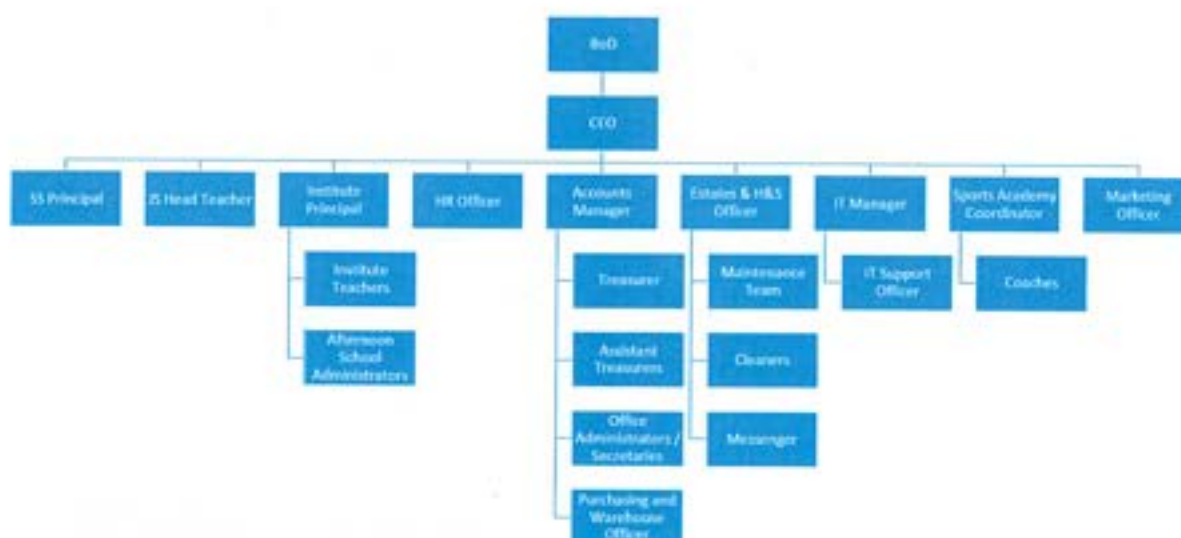 BoD
CEO
SS Principal
JS Head Teacher
Institute
Principal
HR Officer
Accounts
Manager
Estates & H&S
Officer
IT Manager
Sports Academy
Coordinator
Marketing
Officer
Institute
Teachers
Afternoon
School
Administrators
Treasurer
Assistant
Treasurers
Office
Administrators /
Secretaries
Purchasing and
Warehouse
Officer
Maintenance
Team
Cleaners
Messenger
IT Support
Officer
Coaches